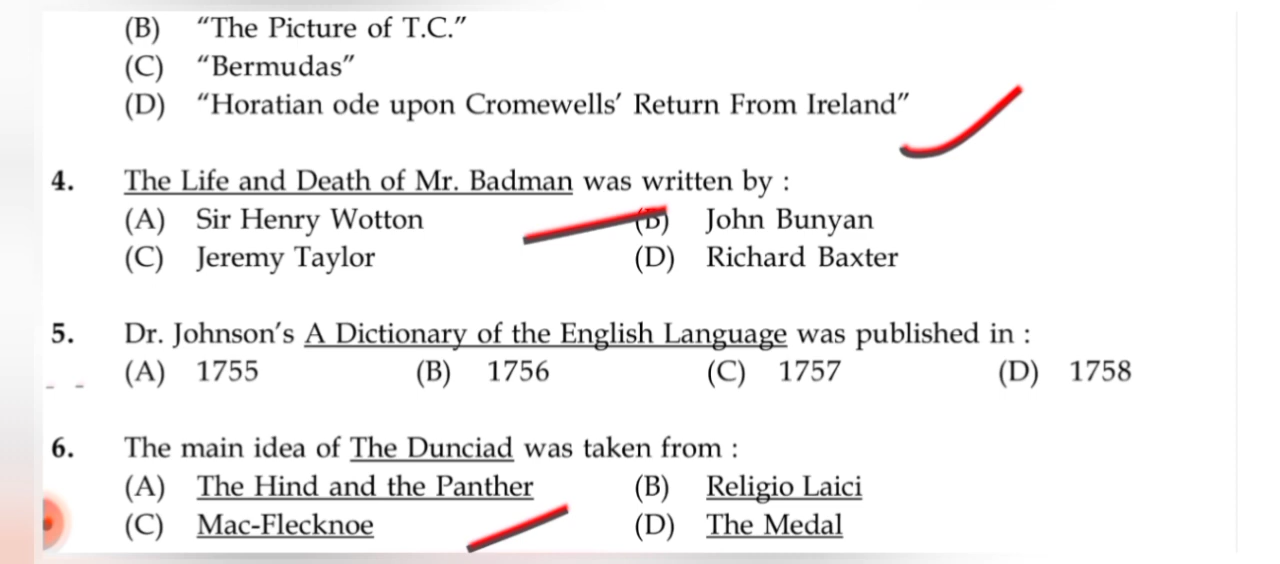 (B) “The Picture of T.C.”
(C) “Bermudas”
(D) “Horatian ode upon Cromewells’ Return From Ireland”
4. The Life and Death of Mr. Badman was written by :
(A) Sir Henry Wotton (B) John Bunyan
(C) Jeremy Taylor (D) Richard Baxter
5. Dr. Johnson’s A Dictionary of the English Language was published in :
(A) 1755 (B) 1756 (C) 1757 (D) 1758
6. The main idea of The Dunciad was taken from :
(A) The Hind and the Panther (B) Religio Laici
(C) Mac-Flecknoe (D) The Medal